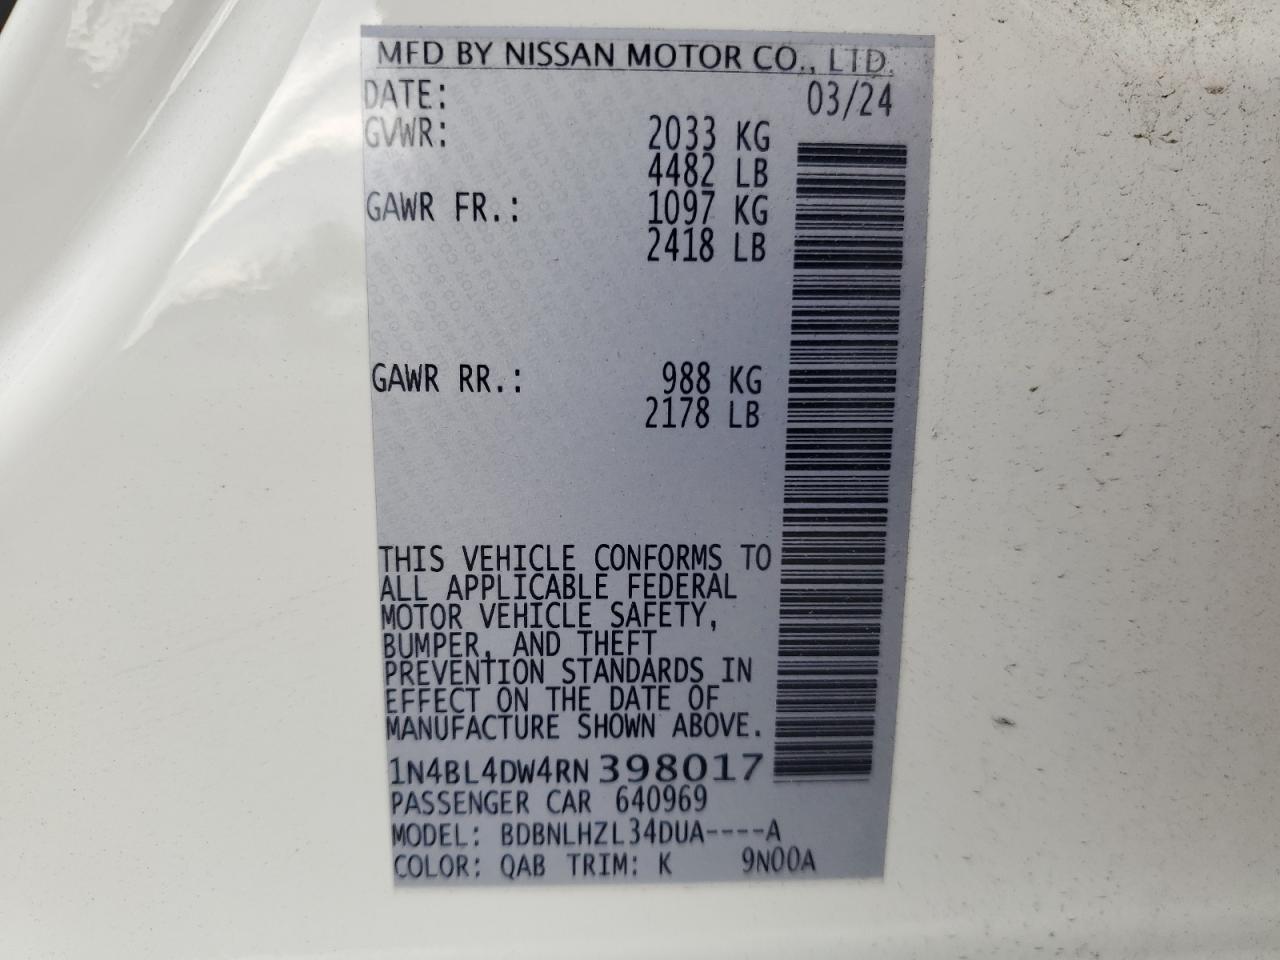 MFD BY NISSAN MOTOR CO., LTD.
DATE: 03/24
GVWR: 2033 KG
4482 LB
GAWR FR.: 1097 KG
2418 LB
GAWR RR.: 988 KG
2178 LB
THIS VEHICLE CONFORMS TO
ALL APPLICABLE FEDERAL
MOTOR VEHICLE SAFETY,
BUMPER, AND THEFT
PREVENTION STANDARDS IN
EFFECT ON THE DATE OF
MANUFACTURE SHOWN ABOVE.
1N4BL4DW4RN398017
PASSENGER CAR 640969
MODEL: BDBNLHZL34DUA----A
COLOR: QAB TRIM: K 9N00A